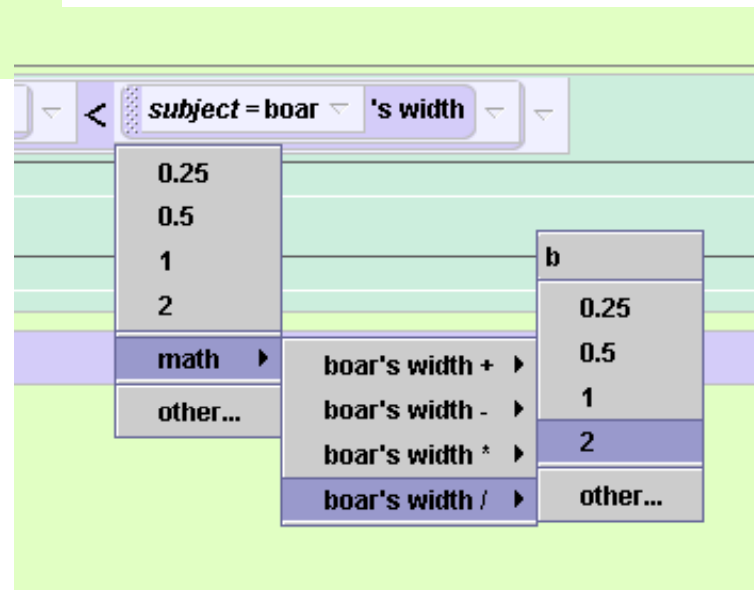 < subject = boar 's width
0.25
0.5
1
2
math
other...
boar's width +
boar's width -
boar's width *
boar's width /
b
0.25
0.5
1
2
other...